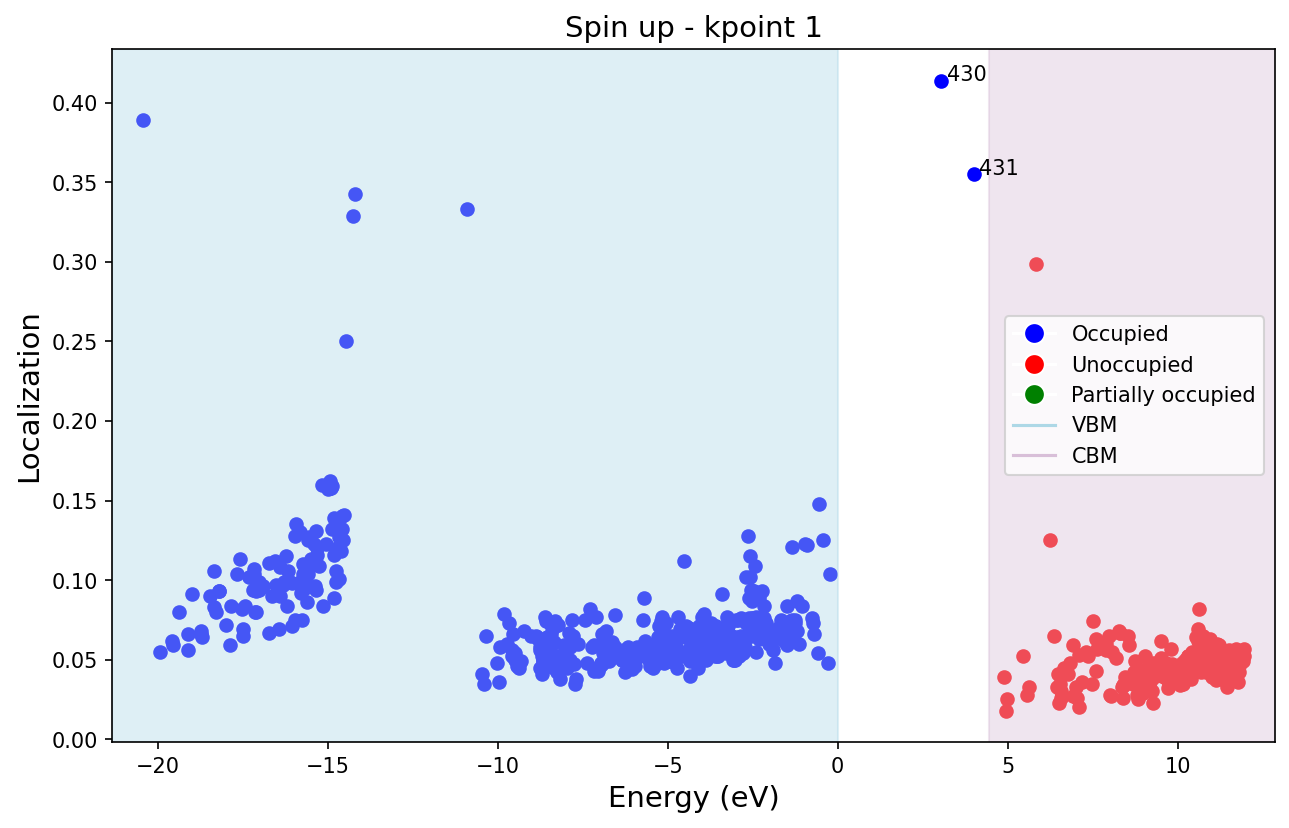 Spin up - kpoint 1
430
431
0.40
0.35
0.30
0.25
0.20
0.15
0.10
0.05
0.00
Localization
Occupied
Unoccupied
Partially occupied
VBM
CBM
−20 −15 −10 −5 0 5 10
Energy (eV)